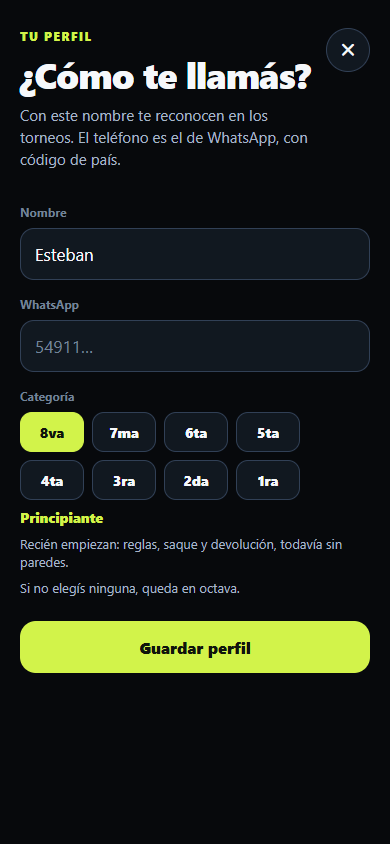 TU PERFIL
¿Cómo te llamás?
Con este nombre te reconocen en los
torneos. El teléfono es el de WhatsApp, con
código de país.
Nombre
Esteban
WhatsApp
54911...
Categoría
8va 7ma 6ta 5ta
4ta 3ra 2da 1ra
Principiante
Recién empiezan: reglas, saque y devolución, todavía sin
paredes.
Si no elegís ninguna, queda en octava.
Guardar perfil